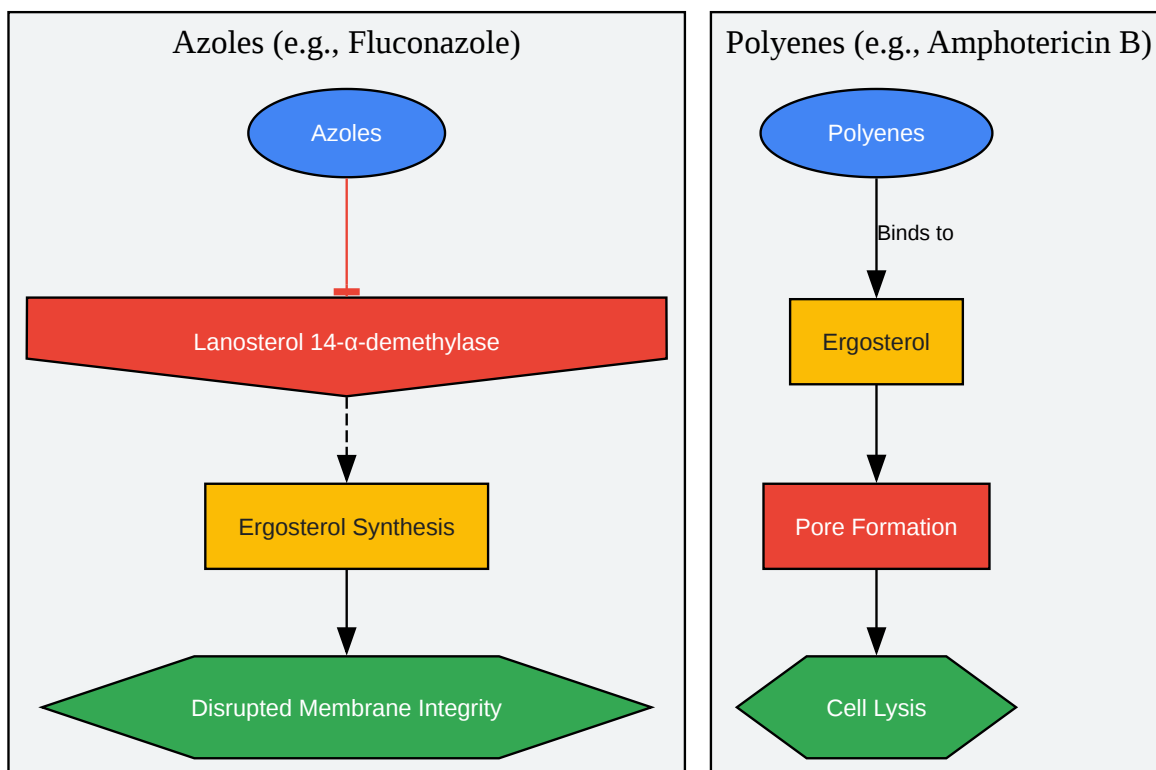 Azoles (e.g., Fluconazole)
Azoles
Lanosterol 14-α-demethylase
Ergosterol Synthesis
Disrupted Membrane Integrity
Polyenes (e.g., Amphotericin B)
Polyenes
Binds to
Ergosterol
Pore Formation
Cell Lysis